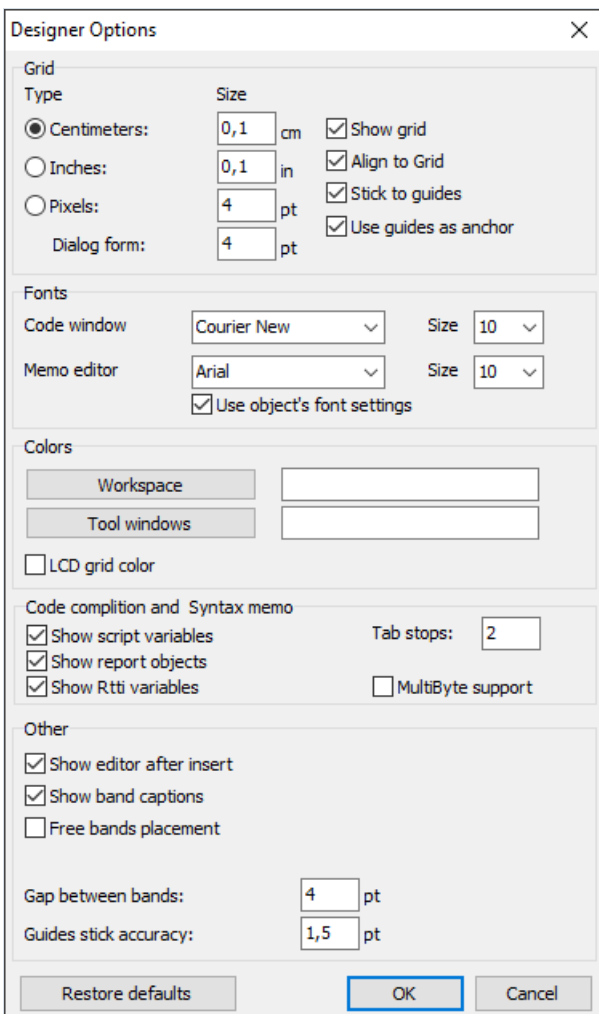 Designer Options
Grid
Type Size
Centimeters: 0,1 cm Show grid
Inches: 0,1 in Align to Grid
Pixels: 4 pt Stick to guides
Dialog form: 4 pt Use guides as anchor
Fonts
Code window Courier New Size 10
Memo editor Arial Size 10
Use object's font settings
Colors
Workspace
Tool windows
LCD grid color
Code complition and Syntax memo
Show script variables Tab stops: 2
Show report objects
Show Rtti variables MultiByte support
Other
Show editor after insert
Show band captions
Free bands placement
Gap between bands: 4 pt
Guides stick accuracy: 1,5 pt
Restore defaults OK Cancel